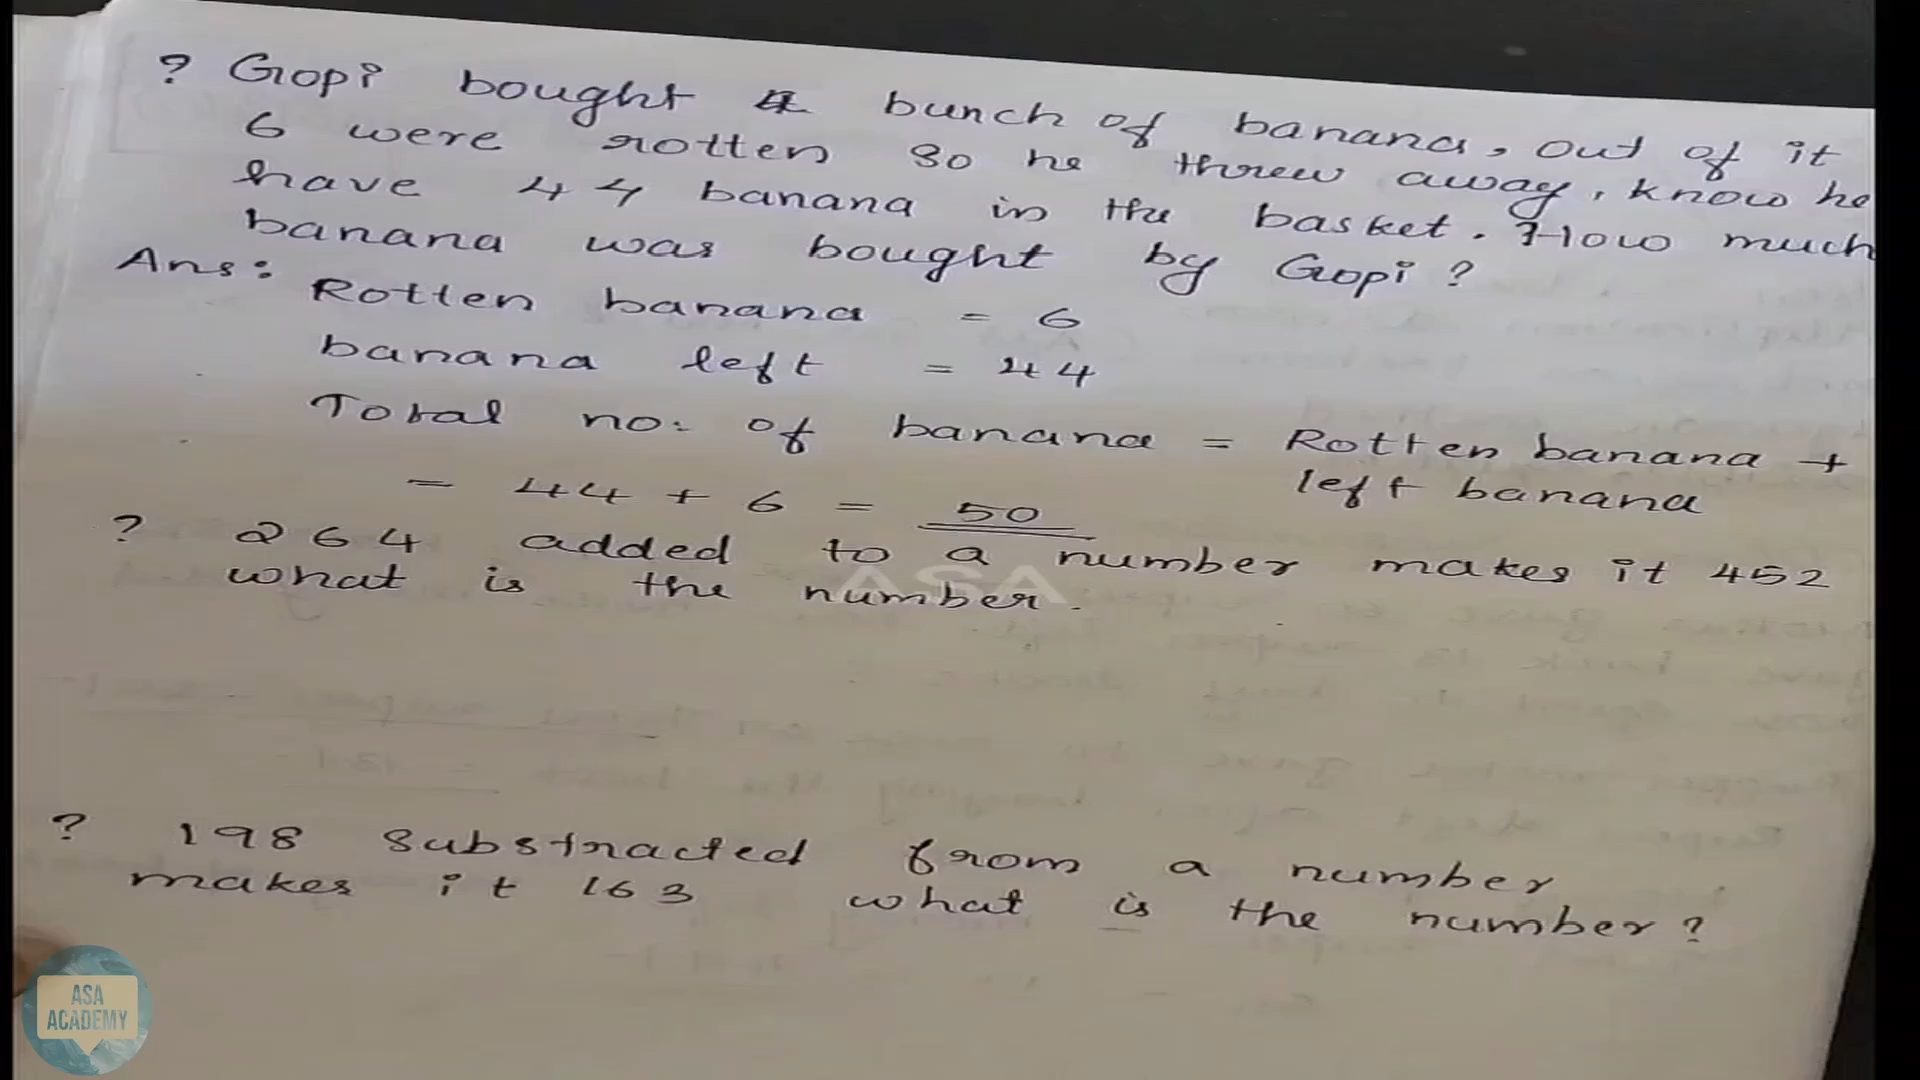 ? Gopi bought a bunch of banana, out of it
6 were rotten so he threw away, know he
have 44 banana in the basket. How much
banana was bought by Gopi ?
Ans:
Rotten banana = 6
banana left = 44
Total no. of banana = Rotten banana +
left banana
= 44 + 6 = 50
? 264 added to a number makes it 452
what is the number.
ASA
? 198 substracted from a number
makes it 163 what is the number ?
ASA
ACADEMY